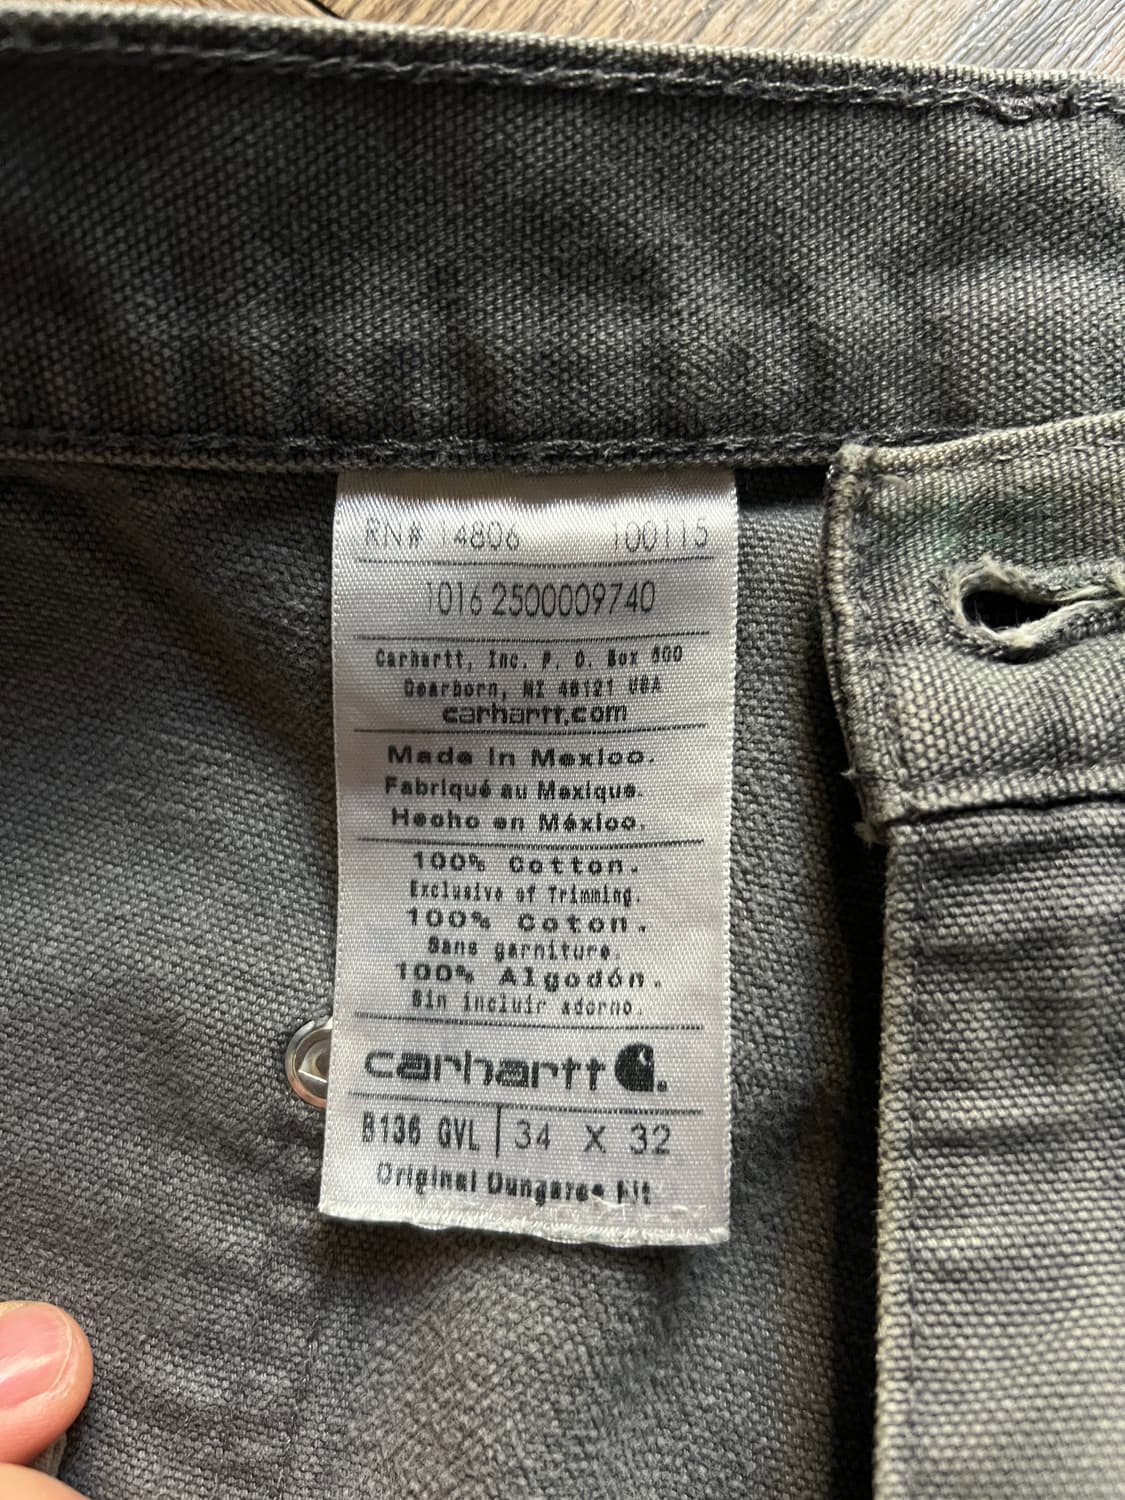 RN# 14806 100115
1016 2500009740
Carhartt, Inc. P. O. Box 600
Dearborn, MI 48121 USA
carhartt.com
Made in Mexico.
Fabriqué au Mexique.
Hecho en México.
100% Cotton.
Exclusive of Trimming.
100% Coton.
Sans garniture.
100% Algodón.
Sin incluir adorno.
carhartt
B136 GVL 34 X 32
Original Dungaree Fit